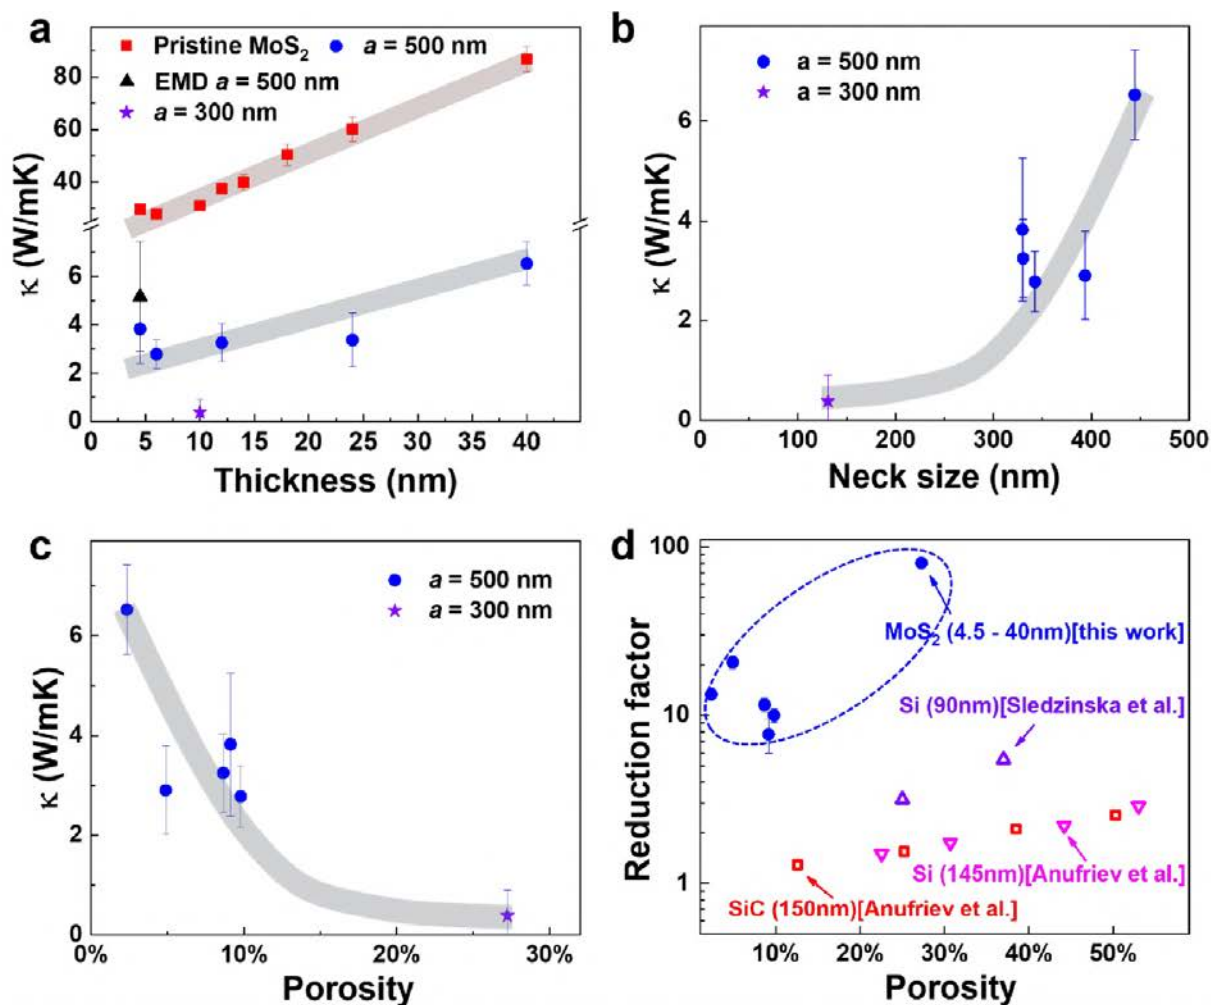 a
Pristine MoS₂ a = 500 nm
EMD a = 500 nm
a = 300 nm
80
60
40
6
4
2
0
κ (W/mK)
0 5 10 15 20 25 30 35 40
Thickness (nm)
b
a = 500 nm
a = 300 nm
6
4
2
0
κ (W/mK)
0 100 200 300 400 500
Neck size (nm)
c
a = 500 nm
a = 300 nm
6
4
2
0
κ (W/mK)
0% 10% 20% 30%
Porosity
d
100
10
1
Reduction factor
MoS₂ (4.5 - 40nm)[this work]
Si (90nm)[Sledzinska et al.]
Si (145nm)[Anufriev et al.]
SiC (150nm)[Anufriev et al.]
10% 20% 30% 40% 50%
Porosity